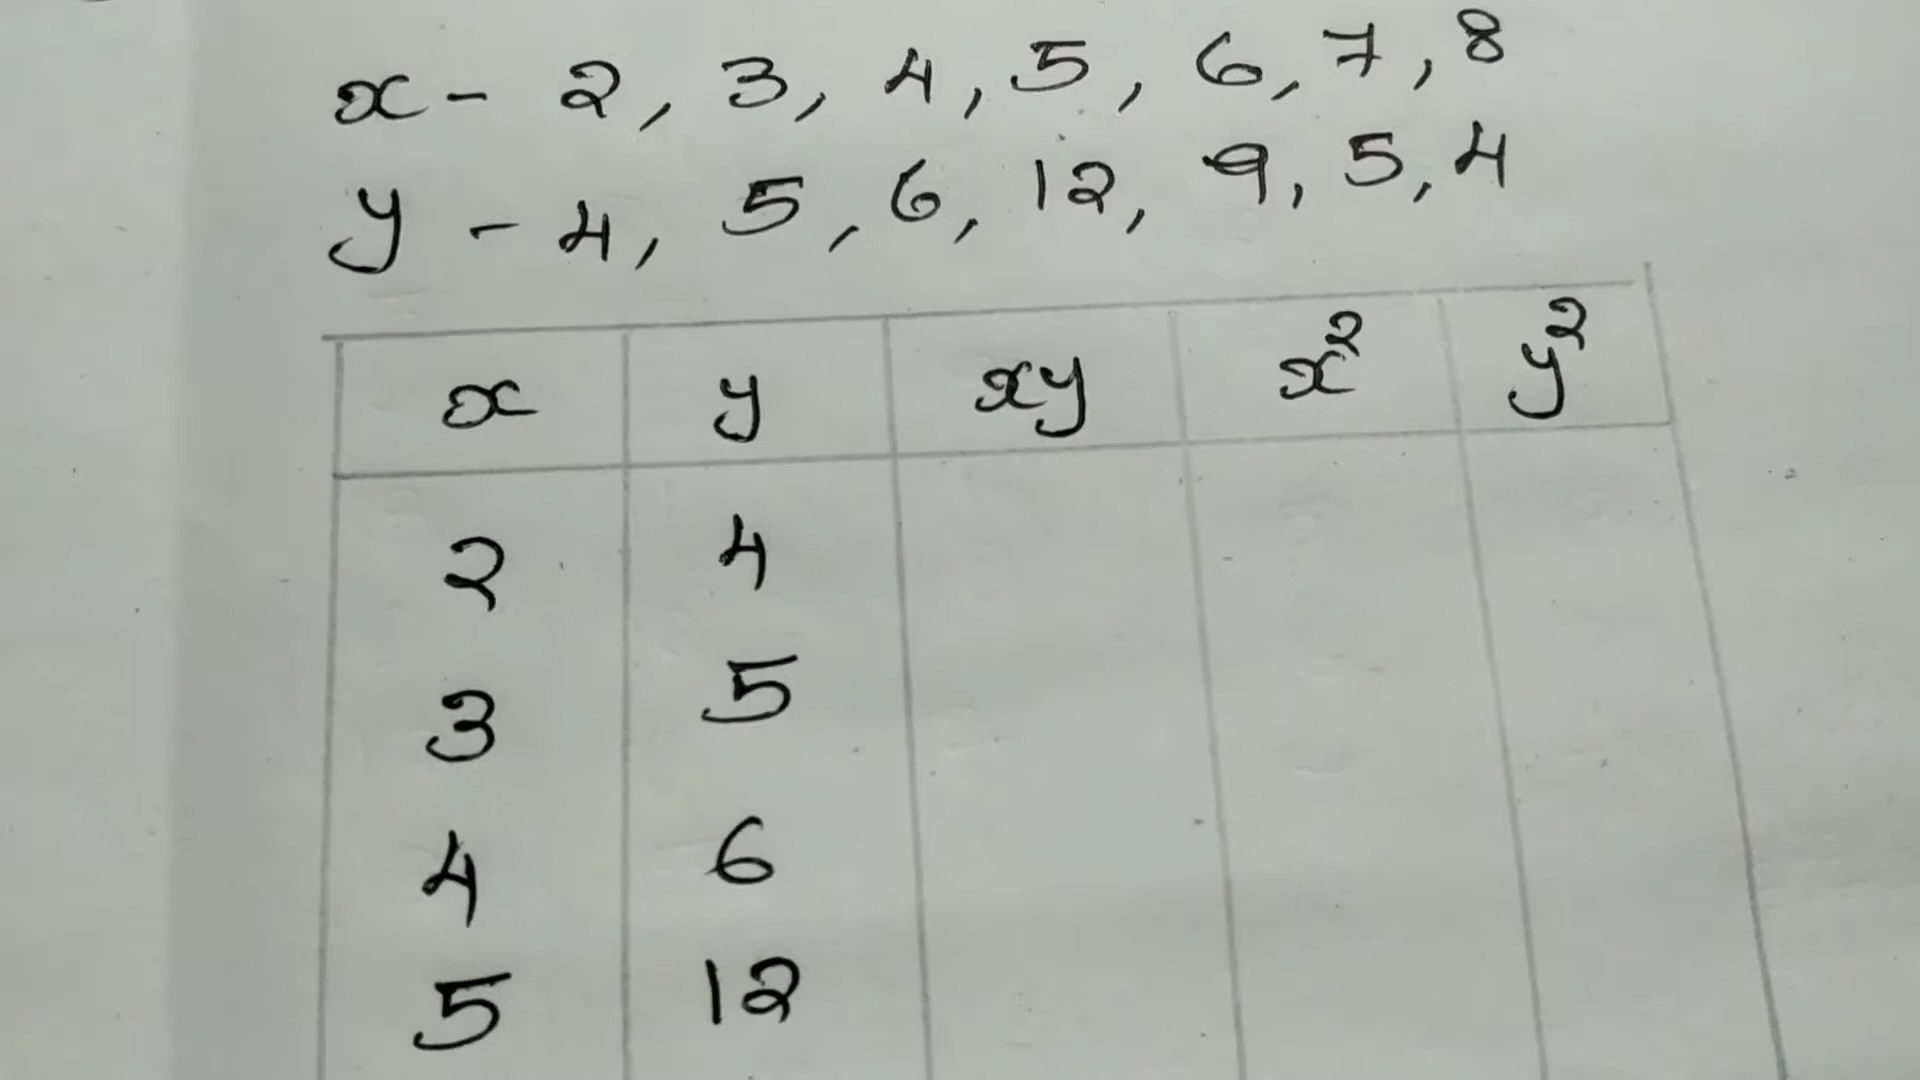 x - 2, 3, 4, 5, 6, 7, 8
y - 4, 5, 6, 12, 9, 5, 4
x y xy x² y²
2 4
3 5
4 6
5 12